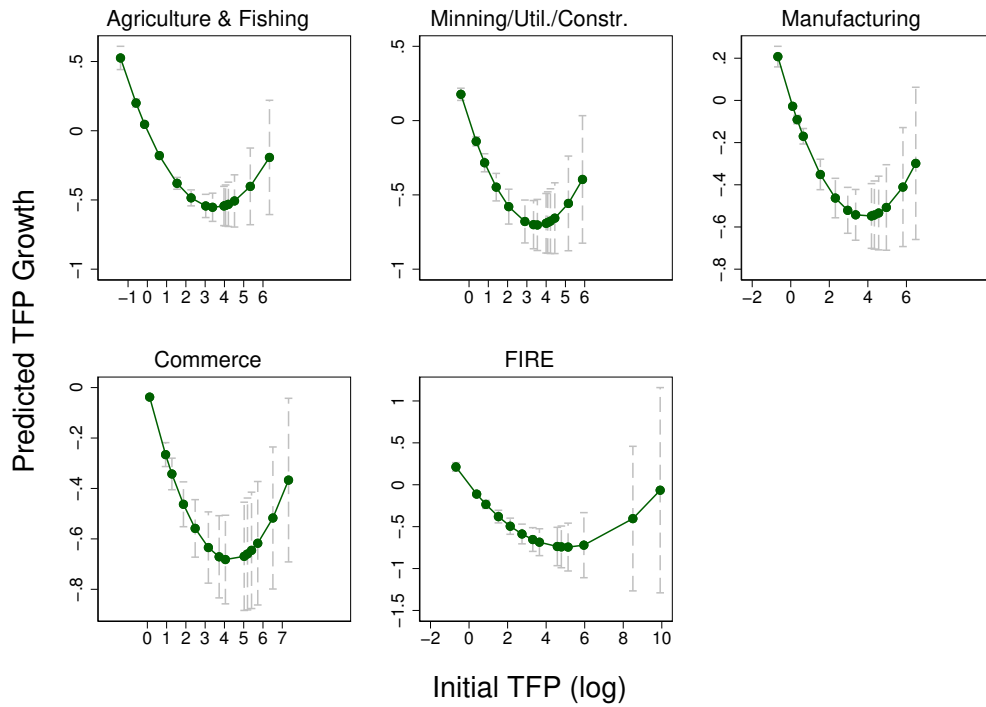 Agriculture & Fishing
.5
0
-.5
-1
-1 0 1 2 3 4 5 6
Minning/Util./Constr.
.5
0
-.5
-1
0 1 2 3 4 5 6
Manufacturing
.2
0
-.2
-.4
-.6
-.8
-2 0 2 4 6
Commerce
0
-.2
-.4
-.6
-.8
0 1 2 3 4 5 6 7
FIRE
1
.5
0
-.5
-1
-1.5
-2 0 2 4 6 8 10
Predicted TFP Growth
Initial TFP (log)